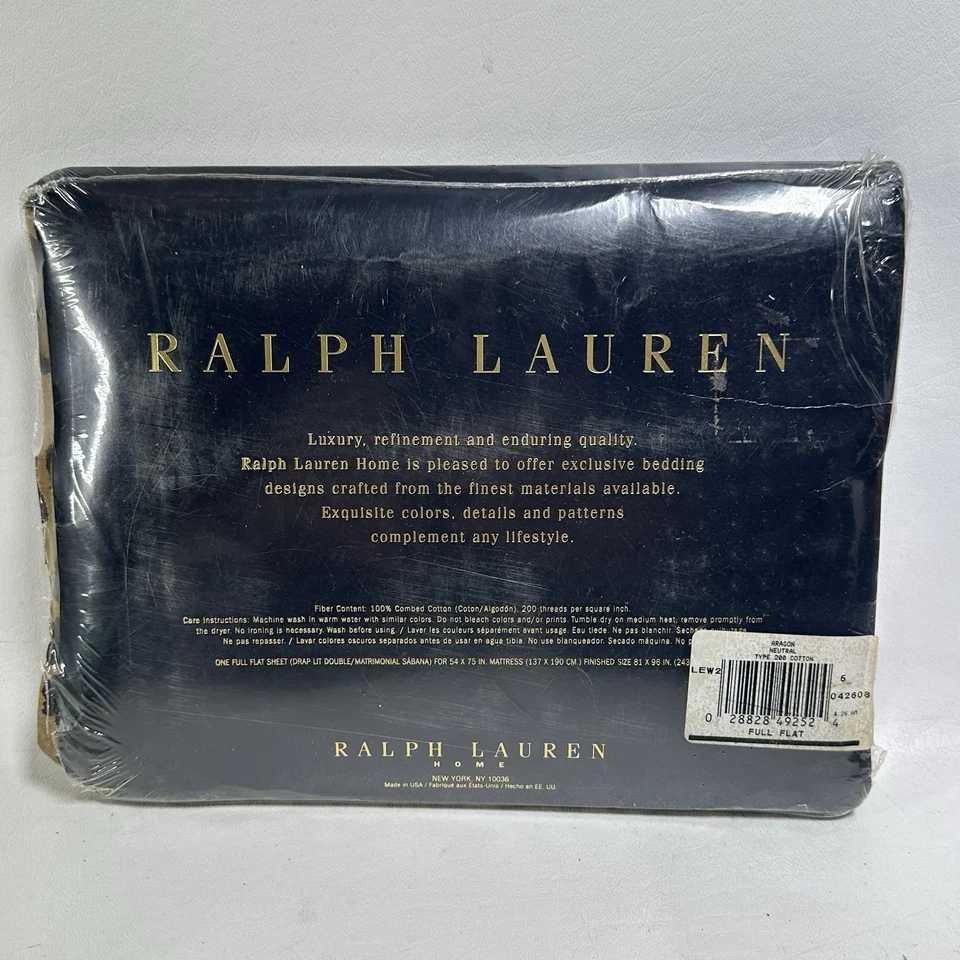 RALPH LAUREN
Luxury, refinement and enduring quality.
Ralph Lauren Home is pleased to offer exclusive bedding
designs crafted from the finest materials available.
Exquisite colors, details and patterns
complement any lifestyle.
Fiber Content: 100% Combed Cotton (Coton/Algodón). 200 threads per square inch.
Care Instructions: Machine wash in warm water with similar colors. Do not bleach colors and/or prints. Tumble dry on medium heat, remove promptly from
the dryer. No ironing is necessary. Wash before using. / Laver les couleurs séparément avant usage. Eau tiede. Ne pas blanchir.
Ne pas repasser. / Lavar colores oscuros separados antes de usar en agua tibia. No use blanqueador. Secado máquina. No
ONE FULL FLAT SHEET (DRAP LIT DOUBLE/MATRIMONIAL SÁBANA) FOR 54 X 75 IN. MATTRESS (137 X 190 CM.) FINISHED SIZE 81 X 96 IN. (243
ARAGON
NEUTRAL
TYPE 200 COTTON
LEW2
6
042608
0 28828 49252 4
FULL FLAT
RALPH LAUREN
HOME
NEW YORK, NY 10036
Made in USA / Fabriqué aux États-Unis / Hecho en EE. UU.